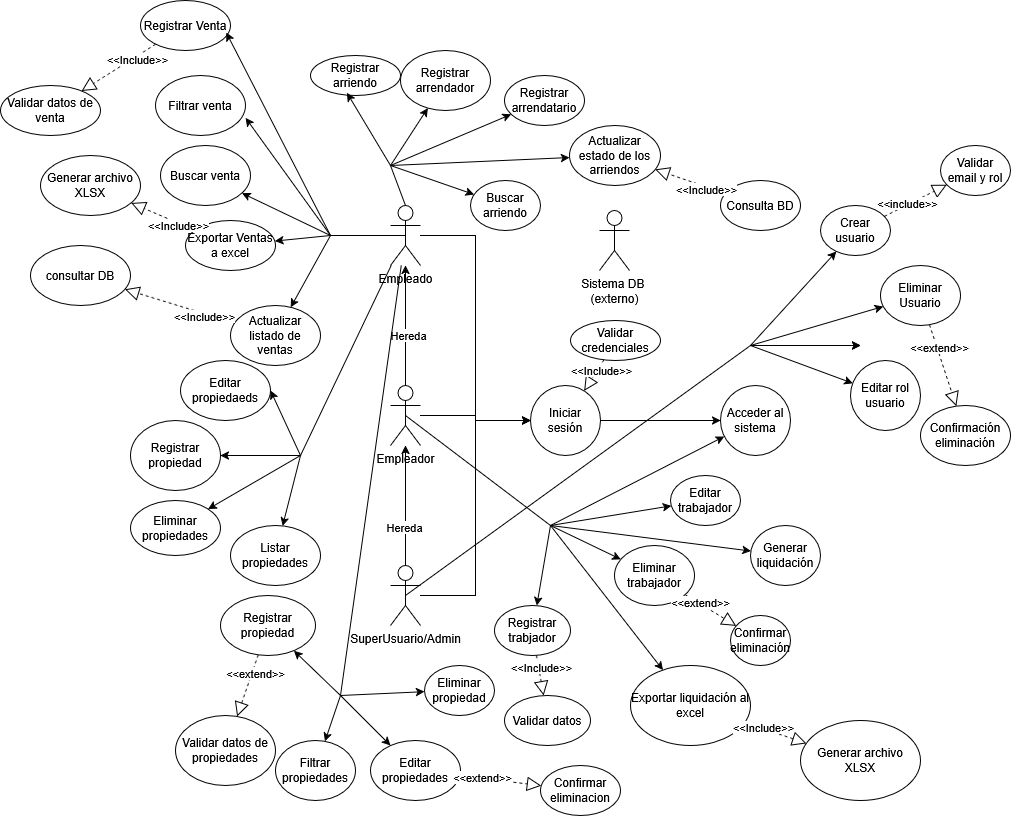 Registrar Venta
<<Include>>
Validar datos de
venta
Filtrar venta
Buscar venta
Generar archivo
XLSX
<<Include>>
Exportar Ventas
a excel
consultar DB
<<Include>>
Actualizar
listado de
ventas
Registrar
arriendo
Registrar
arrendador
Registrar
arrendatario
Actualizar
estado de los
arriendos
<<Include>>
Consulta BD
Buscar
arriendo
Empleado
Sistema DB
(externo)
Validar
email y rol
<<include>>
Crear
usuario
Eliminar
Usuario
<<extend>>
Editar rol
usuario
Confirmación
eliminación
Hereda
Validar
credenciales
<<Include>>
Iniciar
sesión
Acceder al
sistema
Empleador
Editar
propiedaeds
Registrar
propiedad
Eliminar
propiedades
Listar
propiedades
Hereda
SuperUsuario/Admin
Editar
trabajador
Generar
liquidación
Eliminar
trabajador
<<extend>>
Confirmar
eliminación
Registrar
trabjador
<<Include>>
Validar datos
Exportar liquidación al
excel
<<Include>>
Generar archivo
XLSX
Registrar
propiedad
<<extend>>
Validar datos de
propiedades
Eliminar
propiedad
Filtrar
propiedades
Editar
propiedades
<<extend>>
Confirmar
eliminacion